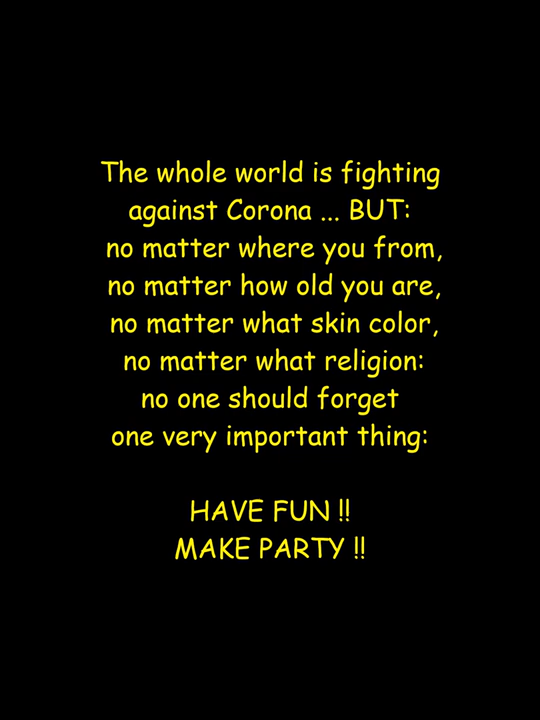 The whole world is fighting
against Corona ... BUT:
no matter where you from,
no matter how old you are,
no matter what skin color,
no matter what religion:
no one should forget
one very important thing:
HAVE FUN !!
MAKE PARTY !!